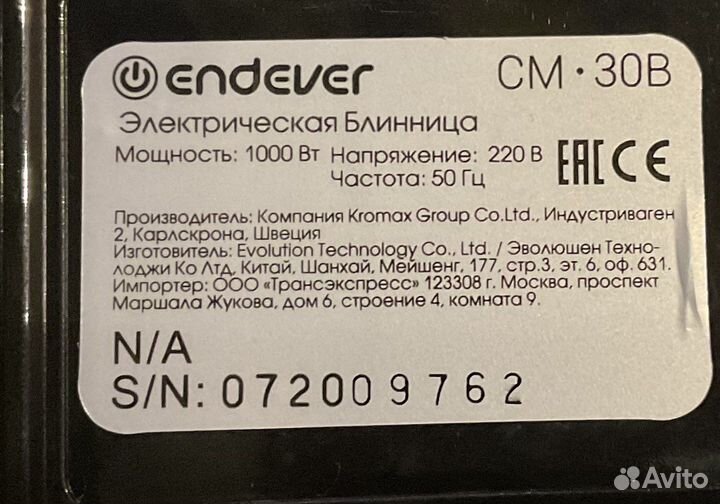 endever CM · 30B
Электрическая Блинница
Мощность: 1000 Вт Напряжение: 220 В
Частота: 50 Гц
EAC CE
Производитель: Компания Kromax Group Co.Ltd., Индустриваген
2, Карлскрона, Швеция
Изготовитель: Evolution Technology Co., Ltd. / Эволюшен Техно-
лоджи Ко Лтд, Китай, Шанхай, Мейшенг, 177, стр.3, эт. 6, оф. 631.
Импортер: ООО «Трансэкспресс» 123308 г. Москва, проспект
Маршала Жукова, дом 6, строение 4, комната 9.
N/A
S/N: 072009762
Avito